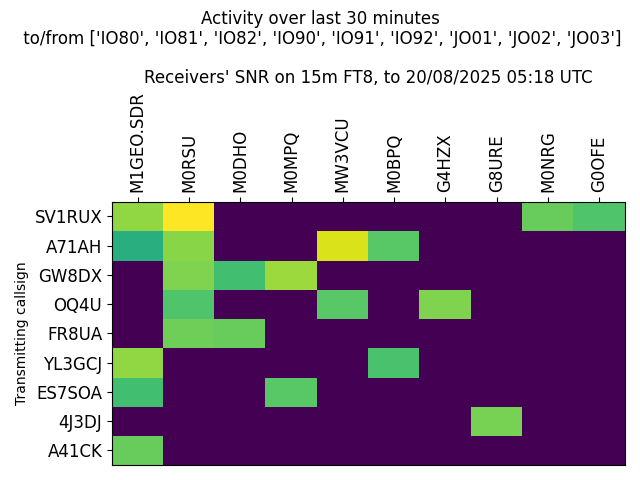 Activity over last 30 minutes
to/from ['IO80', 'IO81', 'IO82', 'IO90', 'IO91', 'IO92', 'JO01', 'JO02', 'JO03']
Receivers' SNR on 15m FT8, to 20/08/2025 05:18 UTC
M1GEO.SDR
M0RSU
M0DHO
M0MPQ
MW3VCU
M0BPQ
G4HZX
G8URE
M0NRG
G0OFE
Transmitting callsign
SV1RUX
A71AH
GW8DX
OQ4U
FR8UA
YL3GCJ
ES7SOA
4J3DJ
A41CK